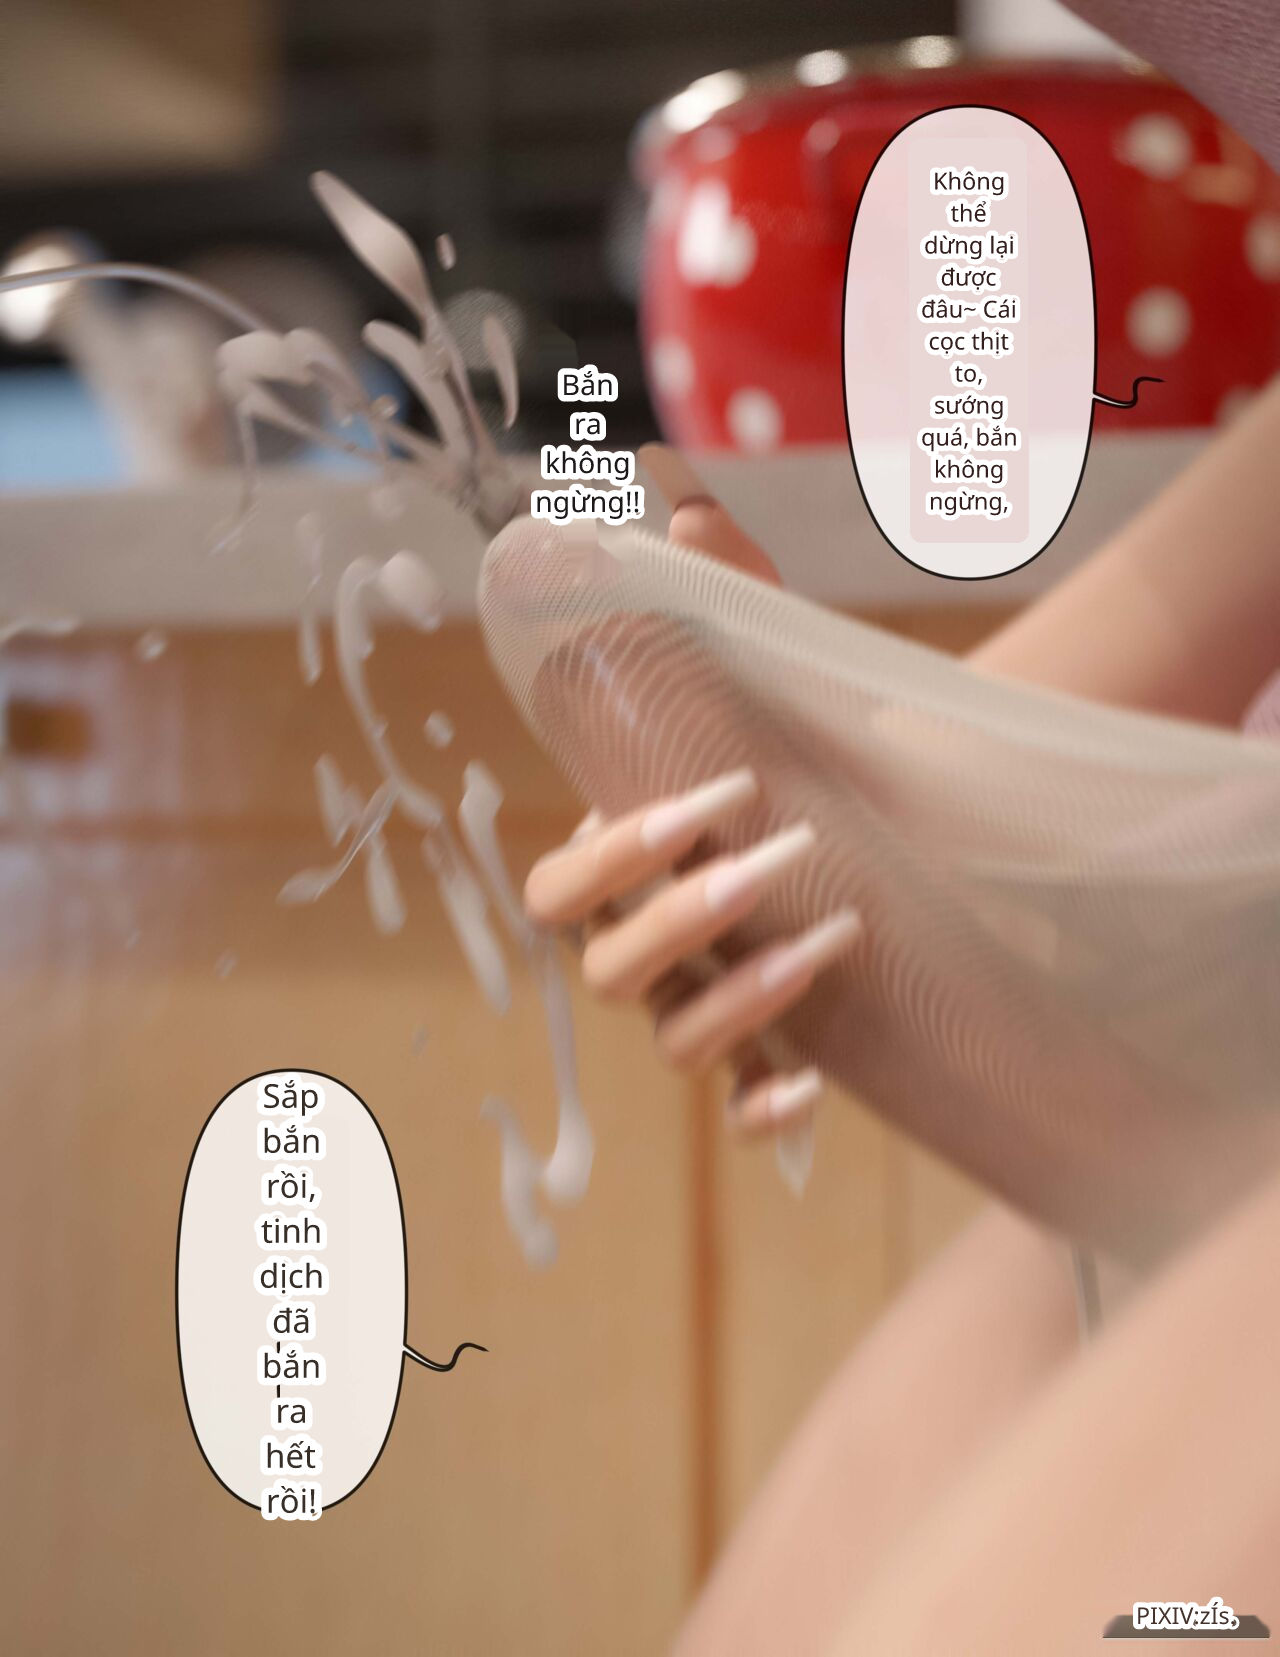 Không
thể
dừng lại
được
đâu~ Cái
cọc thịt
to,
sướng
quá, bắn
không
ngừng,
Bắn
ra
không
ngừng!!
Sắp
bắn
rồi,
tinh
dịch
đã
bắn
ra
hết
rồi!
PIXIV:zÍs.